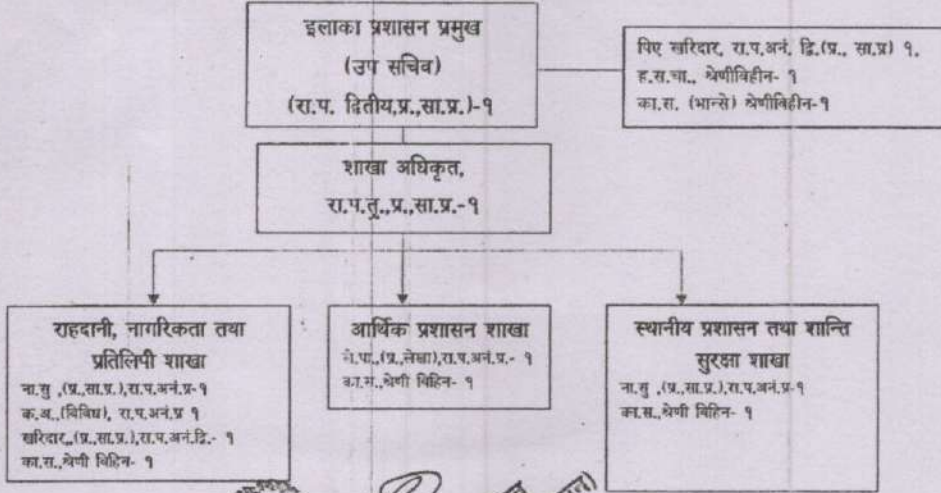 इलाका प्रशासन प्रमुख
(उप सचिव)
(रा.प. द्वितीय,प्र.,सा.प्र.)-१
पिए खरिदार, रा.प.अनं. द्वि.(प्र., सा.प्र) १.
ह.स.चा., श्रेणीविहीन- १
का.स. (भान्से) श्रेणीविहीन-१
शाखा अधिकृत,
रा.प.तृ.,प्र.,सा.प्र.-१
राहदानी, नागरिकता तथा
प्रतिलिपी शाखा
ना.सु ,(प्र.,सा.प्र.),रा.प.अनं.प्र-१
क.अ.,(विविध), रा.प.अनं.प्र १
खरिदार,,(प्र.,सा.प्र.),रा.प.अनं.द्वि.- १
का.स.,श्रेणी विहिन- १
आर्थिक प्रशासन शाखा
ले.पा.,(प्र.,लेखा),रा.प.अनं.प्र.- १
का.स.,श्रेणी विहिन- १
स्थानीय प्रशासन तथा शान्ति
सुरक्षा शाखा
ना.सु ,(प्र.,सा.प्र.),रा.प.अनं.प्र-१
का.स.,श्रेणी विहिन- १